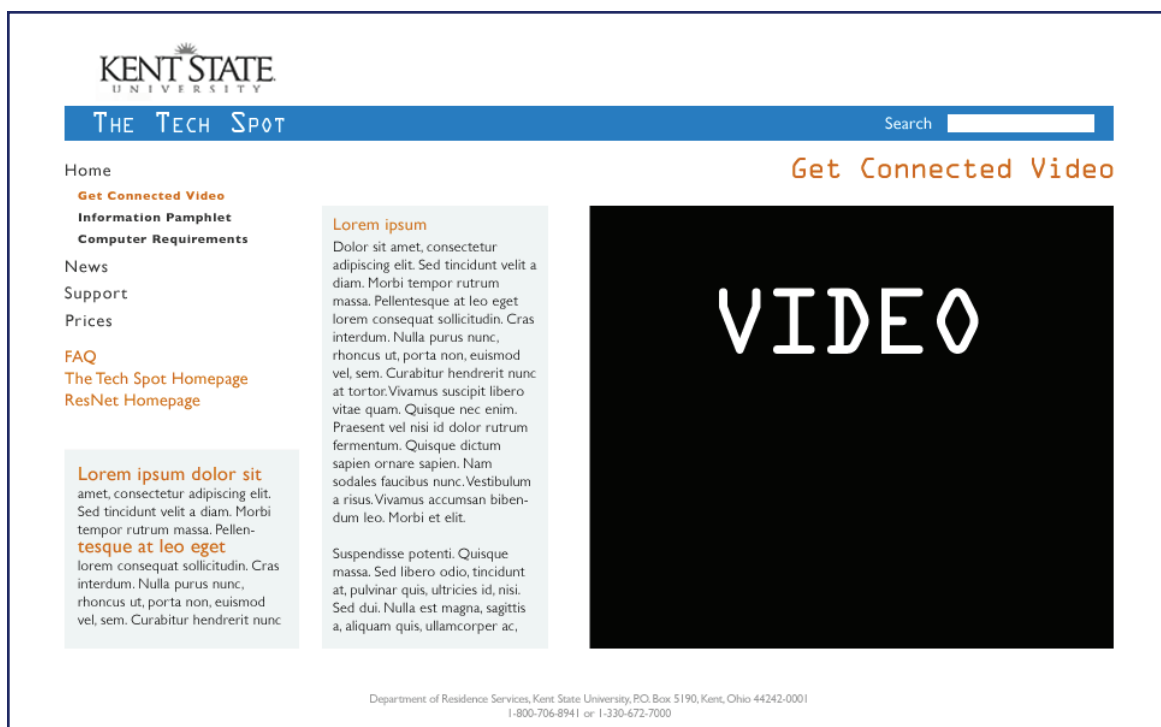 KENT STATE
UNIVERSITY
THE TECH SPOT
Search
Home
Get Connected Video
Information Pamphlet
Computer Requirements
News
Support
Prices
FAQ
The Tech Spot Homepage
ResNet Homepage
Lorem ipsum dolor sit
amet, consectetur adipiscing elit.
Sed tincidunt velit a diam. Morbi
tempor rutrum massa. Pellen-
tesque at leo eget
lorem consequat sollicitudin. Cras
interdum. Nulla purus nunc,
rhoncus ut, porta non, euismod
vel, sem. Curabitur hendrerit nunc
Lorem ipsum
Dolor sit amet, consectetur
adipiscing elit. Sed tincidunt velit a
diam. Morbi tempor rutrum
massa. Pellentesque at leo eget
lorem consequat sollicitudin. Cras
interdum. Nulla purus nunc,
rhoncus ut, porta non, euismod
vel, sem. Curabitur hendrerit nunc
at tortor. Vivamus suscipit libero
vitae quam. Quisque nec enim.
Praesent vel nisi id dolor rutrum
fermentum. Quisque dictum
sapien ornare sapien. Nam
sodales faucibus nunc. Vestibulum
a risus. Vivamus accumsan biben-
dum leo. Morbi et elit.
Suspendisse potenti. Quisque
massa. Sed libero odio, tincidunt
at, pulvinar quis, ultricies id, nisi.
Sed dui. Nulla est magna, sagittis
a, aliquam quis, ullamcorper ac,
Get Connected Video
VIDEO
Department of Residence Services, Kent State University, P.O. Box 5190, Kent, Ohio 44242-0001
1-800-706-8941 or 1-330-672-7000